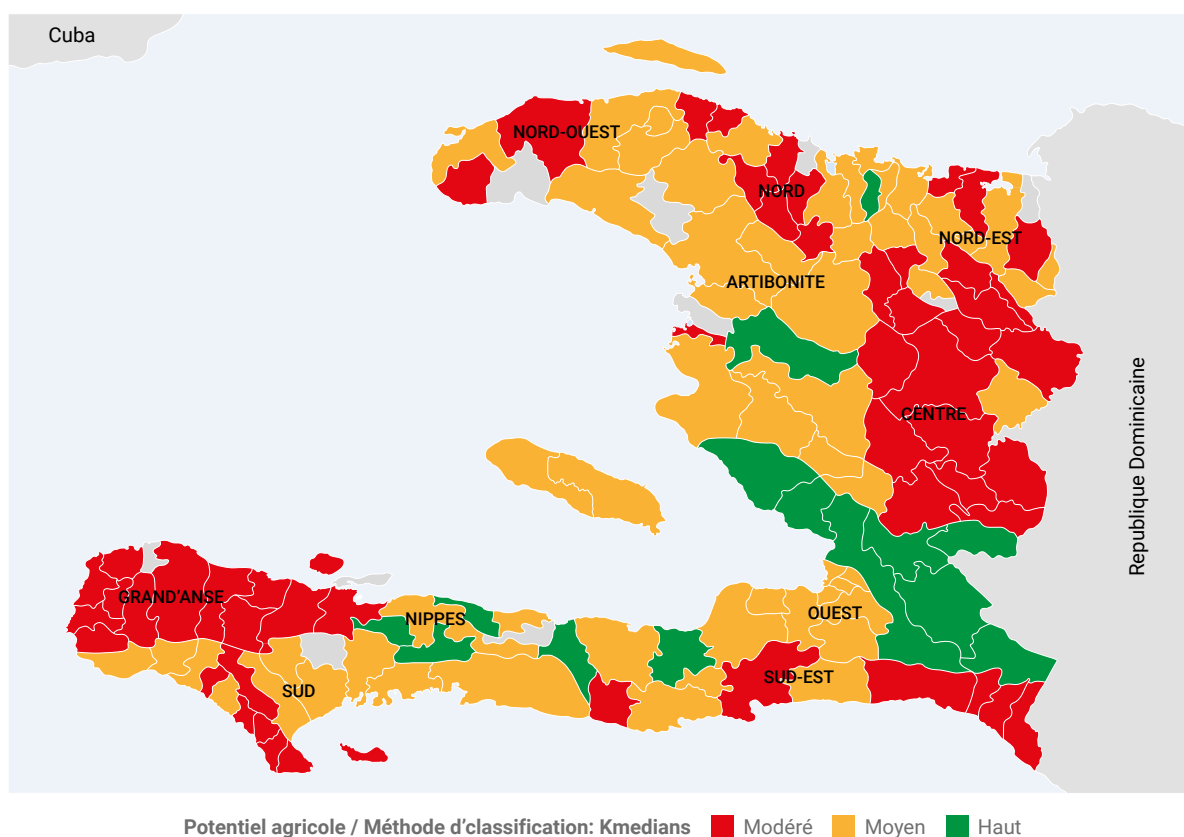 Cuba
NORD-OUEST
NORD
NORD-EST
ARTIBONITE
CENTRE
Republique Dominicaine
GRAND'ANSE
NIPPES
OUEST
SUD-EST
SUD
Potentiel agricole / Méthode d'classification: Kmedians Modéré Moyen Haut